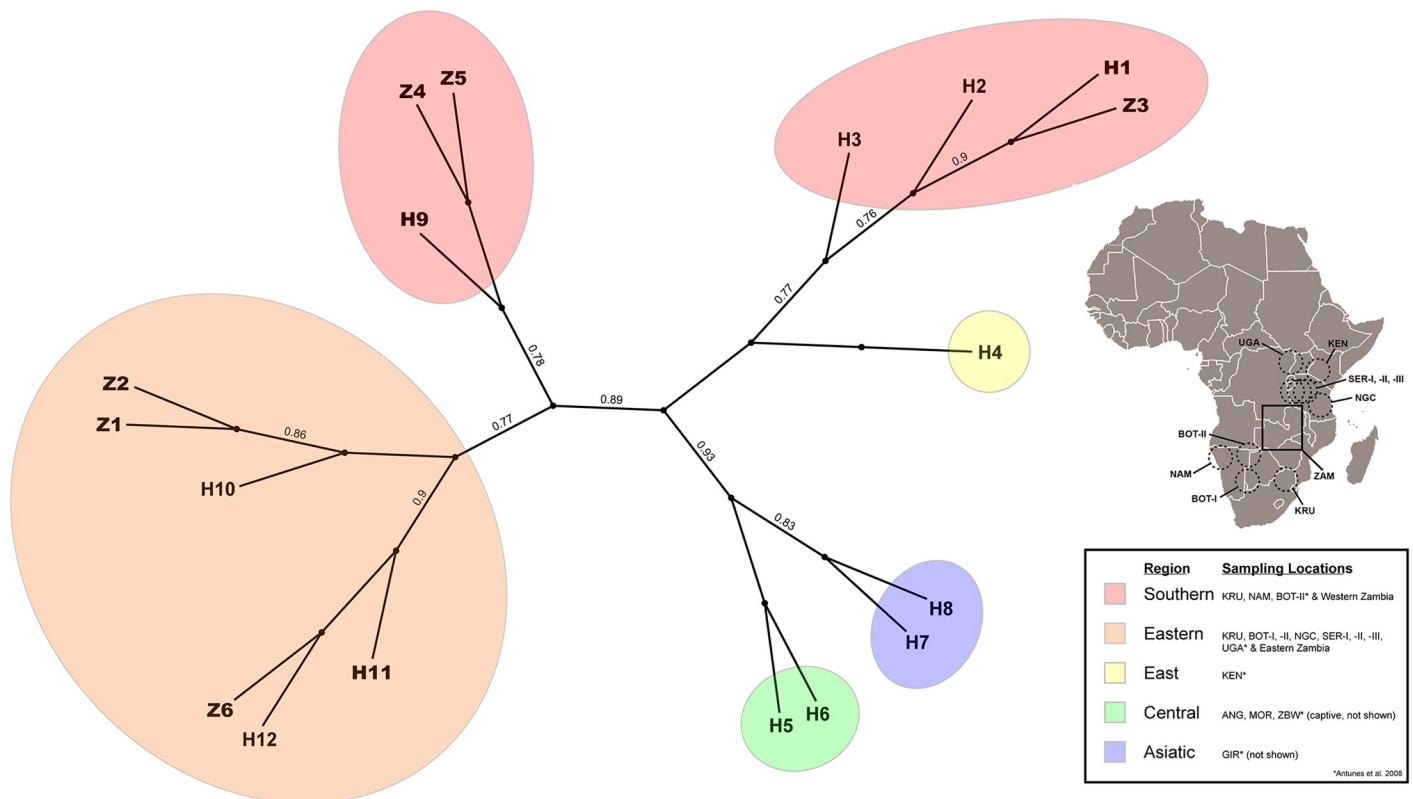 Z5
Z4
H9
H1
H2
Z3
H3
0.9
0.76
0.77
H4
0.78
0.89
0.77
0.93
0.83
H8
H7
H5
H6
Z2
Z1
0.86
H10
0.9
H11
Z6
H12
UGA
KEN
SER-I, -II, -III
NGC
BOT-II
NAM
ZAM
BOT-I
KRU
Region Sampling Locations
Southern KRU, NAM, BOT-II* & Western Zambia
Eastern KRU, BOT-I, -II, NGC, SER-I, -II, -III,
UGA* & Eastern Zambia
East KEN*
Central ANG, MOR, ZBW* (captive, not shown)
Asiatic GIR* (not shown)
*Antunes et al. 2008